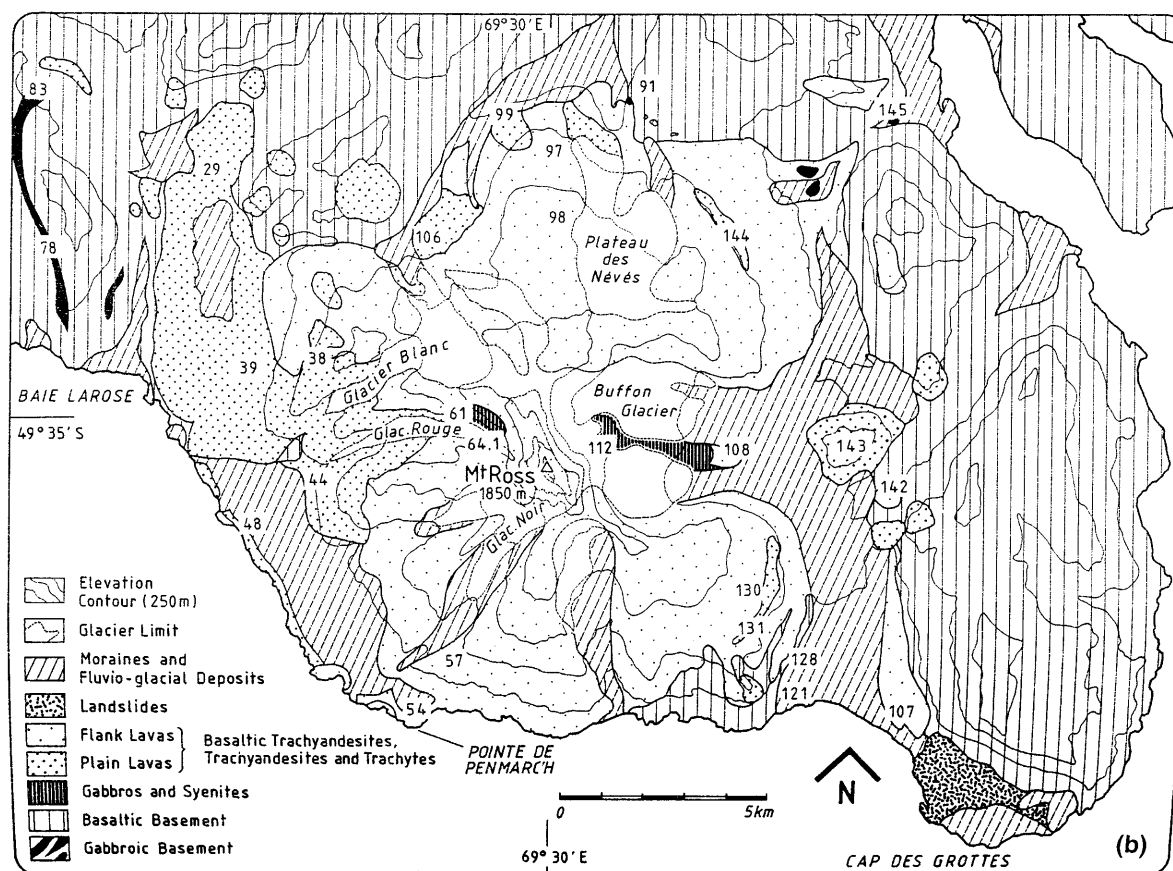 69°30'E
83
91
99
145
97
29
98
106
144
Plateau
des
Névés
78
38
39
Glacier Blanc
BAIE LAROSE
49°35'S
61
Glac. Rouge
64.1
Buffon
Glacier
112
108
143
Mt Ross
1850 m
142
44
Glac. Noir
48
130
131
57
128
121
54
107
POINTE DE
PENMARC'H
Elevation
Contour (250m)
Glacier Limit
Moraines and
Fluvio-glacial Deposits
Landslides
Flank Lavas
Plain Lavas
Basaltic Trachyandesites,
Trachyandesites and Trachytes
Gabbros and Syenites
Basaltic Basement
Gabbroic Basement
0 5km
N
69°30'E
CAP DES GROTTES
(b)